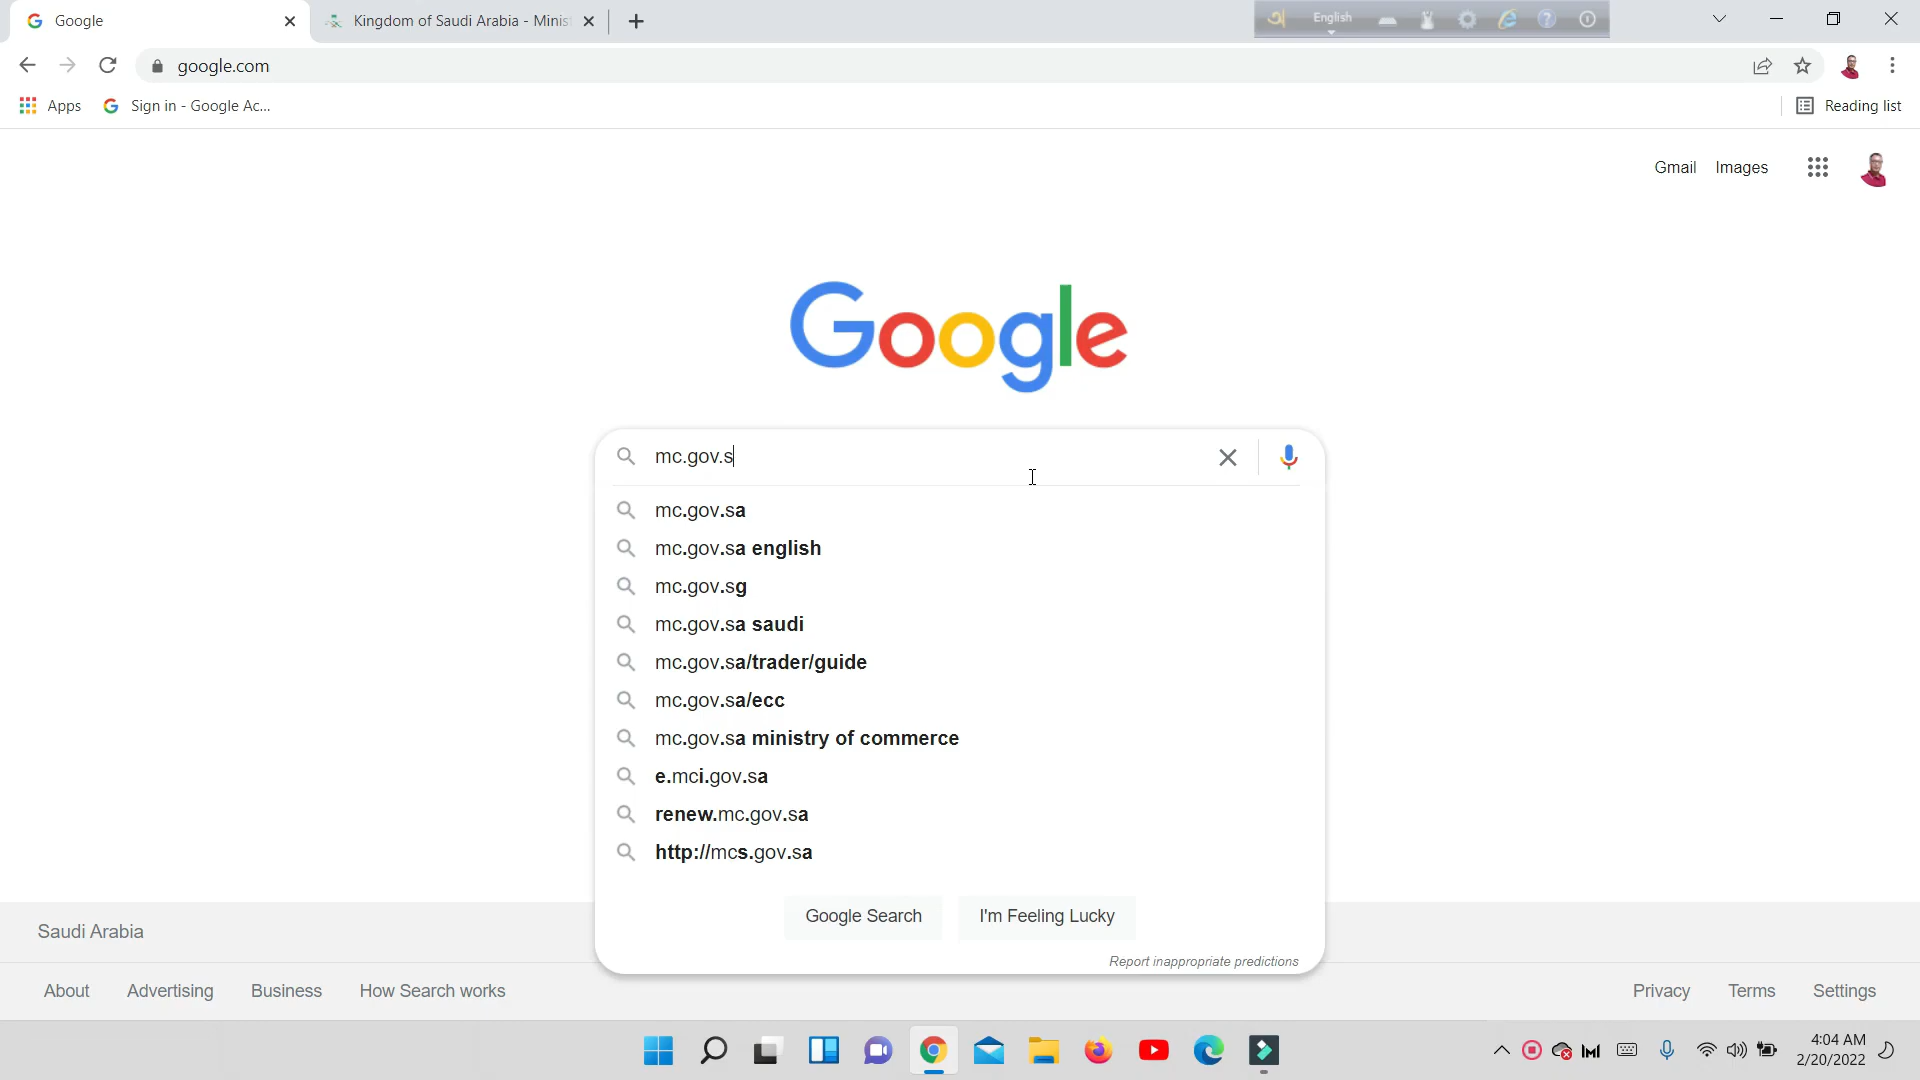 Google
Kingdom of Saudi Arabia - Minis
English
google.com
Apps
Sign in - Google Ac...
Reading list
Gmail
Images
Google
mc.gov.s
mc.gov.sa
mc.gov.sa english
mc.gov.sg
mc.gov.sa saudi
mc.gov.sa/trader/guide
mc.gov.sa/ecc
mc.gov.sa ministry of commerce
e.mci.gov.sa
renew.mc.gov.sa
http://mcs.gov.sa
Google Search
I'm Feeling Lucky
Report inappropriate predictions
Saudi Arabia
About
Advertising
Business
How Search works
Privacy
Terms
Settings
4:04 AM
2/20/2022